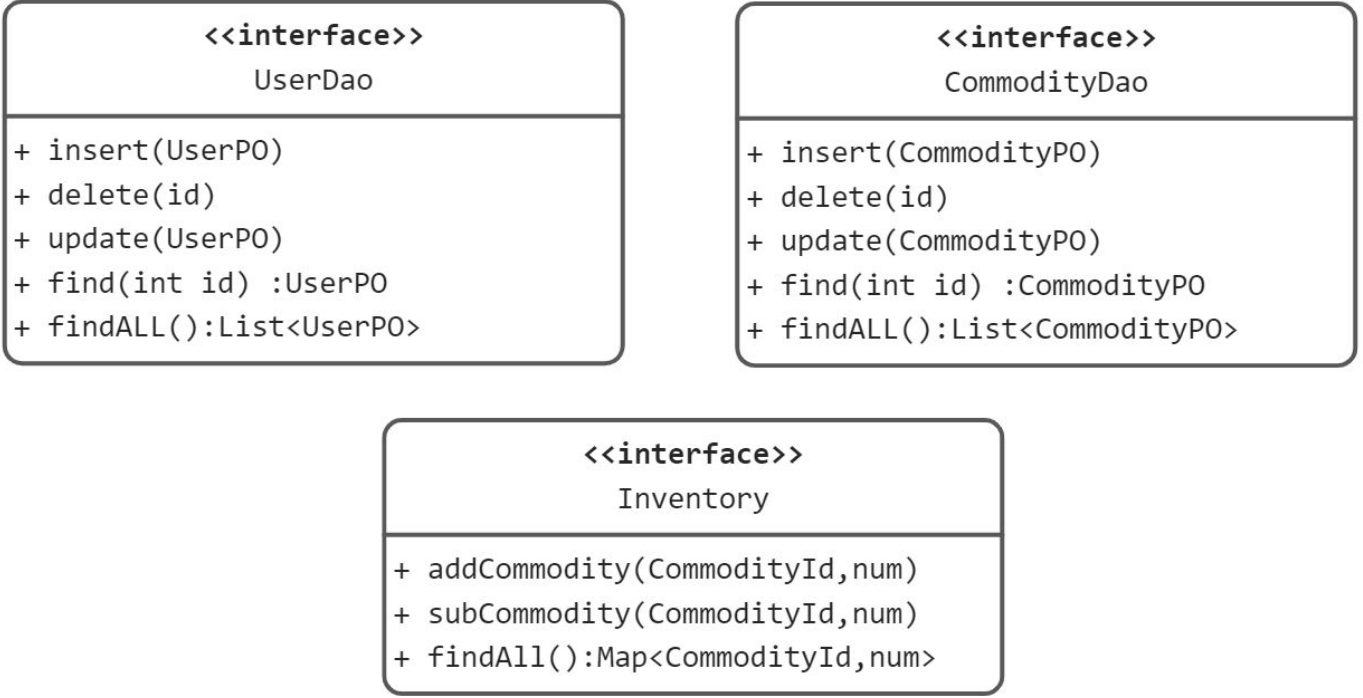 <<interface>>
UserDao
+ insert(UserPO)
+ delete(id)
+ update(UserPO)
+ find(int id) :UserPO
+ findALL():List<UserPO>
<<interface>>
CommodityDao
+ insert(CommodityPO)
+ delete(id)
+ update(CommodityPO)
+ find(int id) :CommodityPO
+ findALL():List<CommodityPO>
<<interface>>
Inventory
+ addCommodity(CommodityId,num)
+ subCommodity(CommodityId,num)
+ findAll():Map<CommodityId,num>